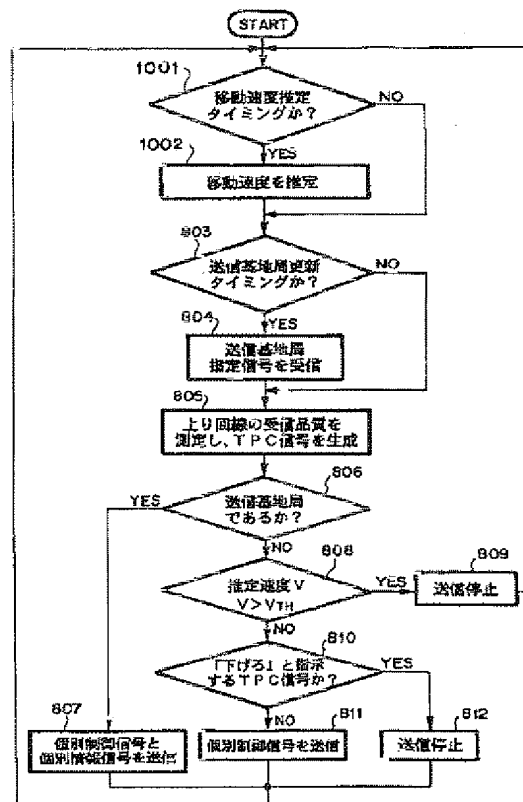 START
1001
移動速度推定
タイミングか？
NO
YES
1002
移動速度を推定
803
送信基地局更新
タイミングか？
NO
YES
804
送信基地局
指定信号を受信
805
上り回線の受信品質を
測定し、TPC信号を生成
806
送信基地局
であるか？
YES
NO
808
推定速度V
V>VTH
YES
809
送信停止
NO
810
「下げろ」と指示
するTPC信号か？
YES
NO
807
個別制御信号と
個別情報信号を送信
811
個別制御信号を送信
812
送信停止